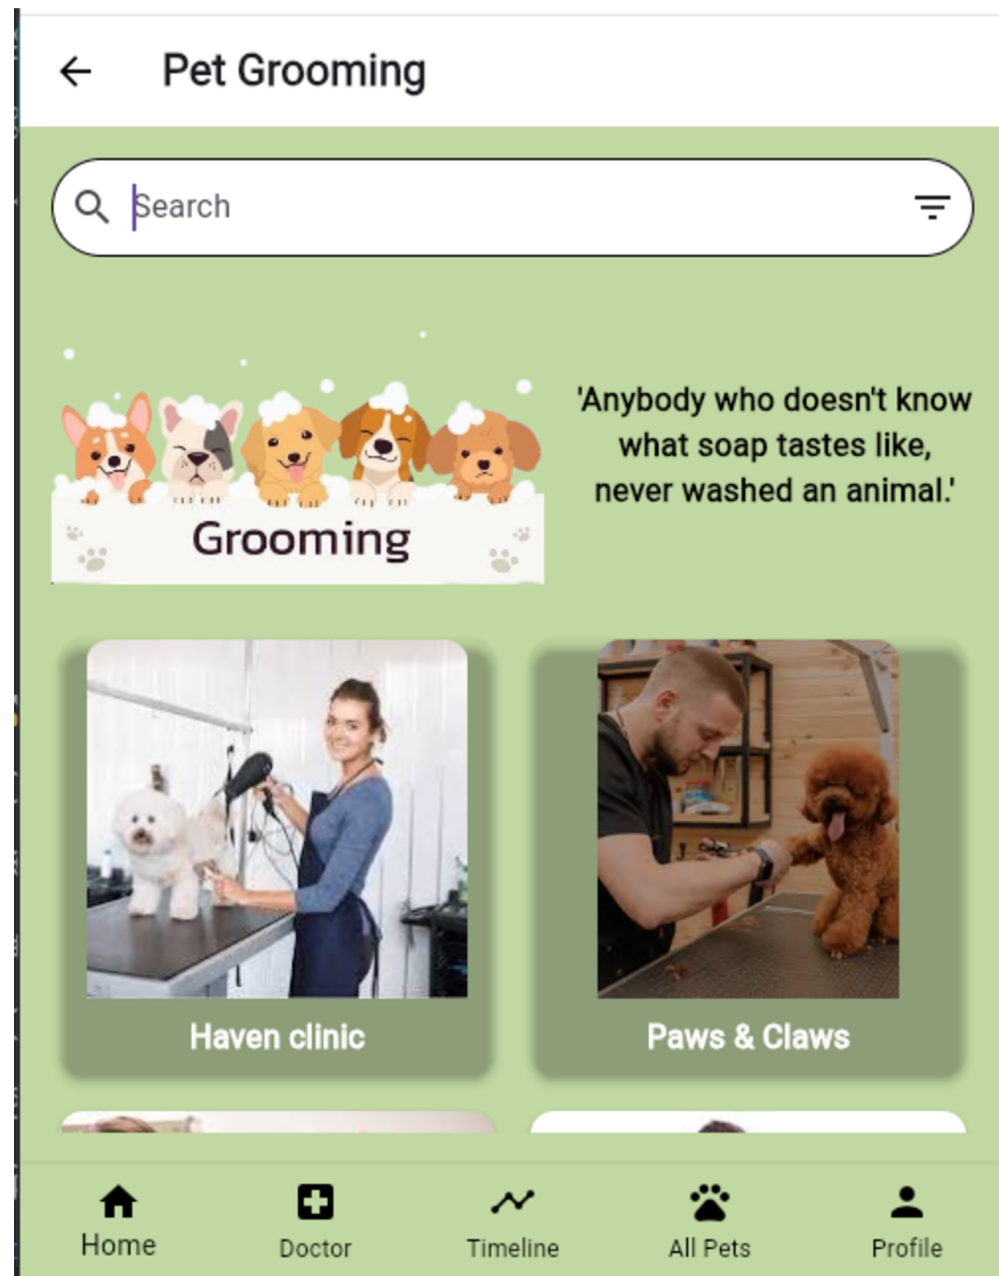 Pet Grooming
Search
'Anybody who doesn't know
what soap tastes like,
never washed an animal.'
Grooming
Haven clinic
Paws & Claws
Home
Doctor
Timeline
All Pets
Profile